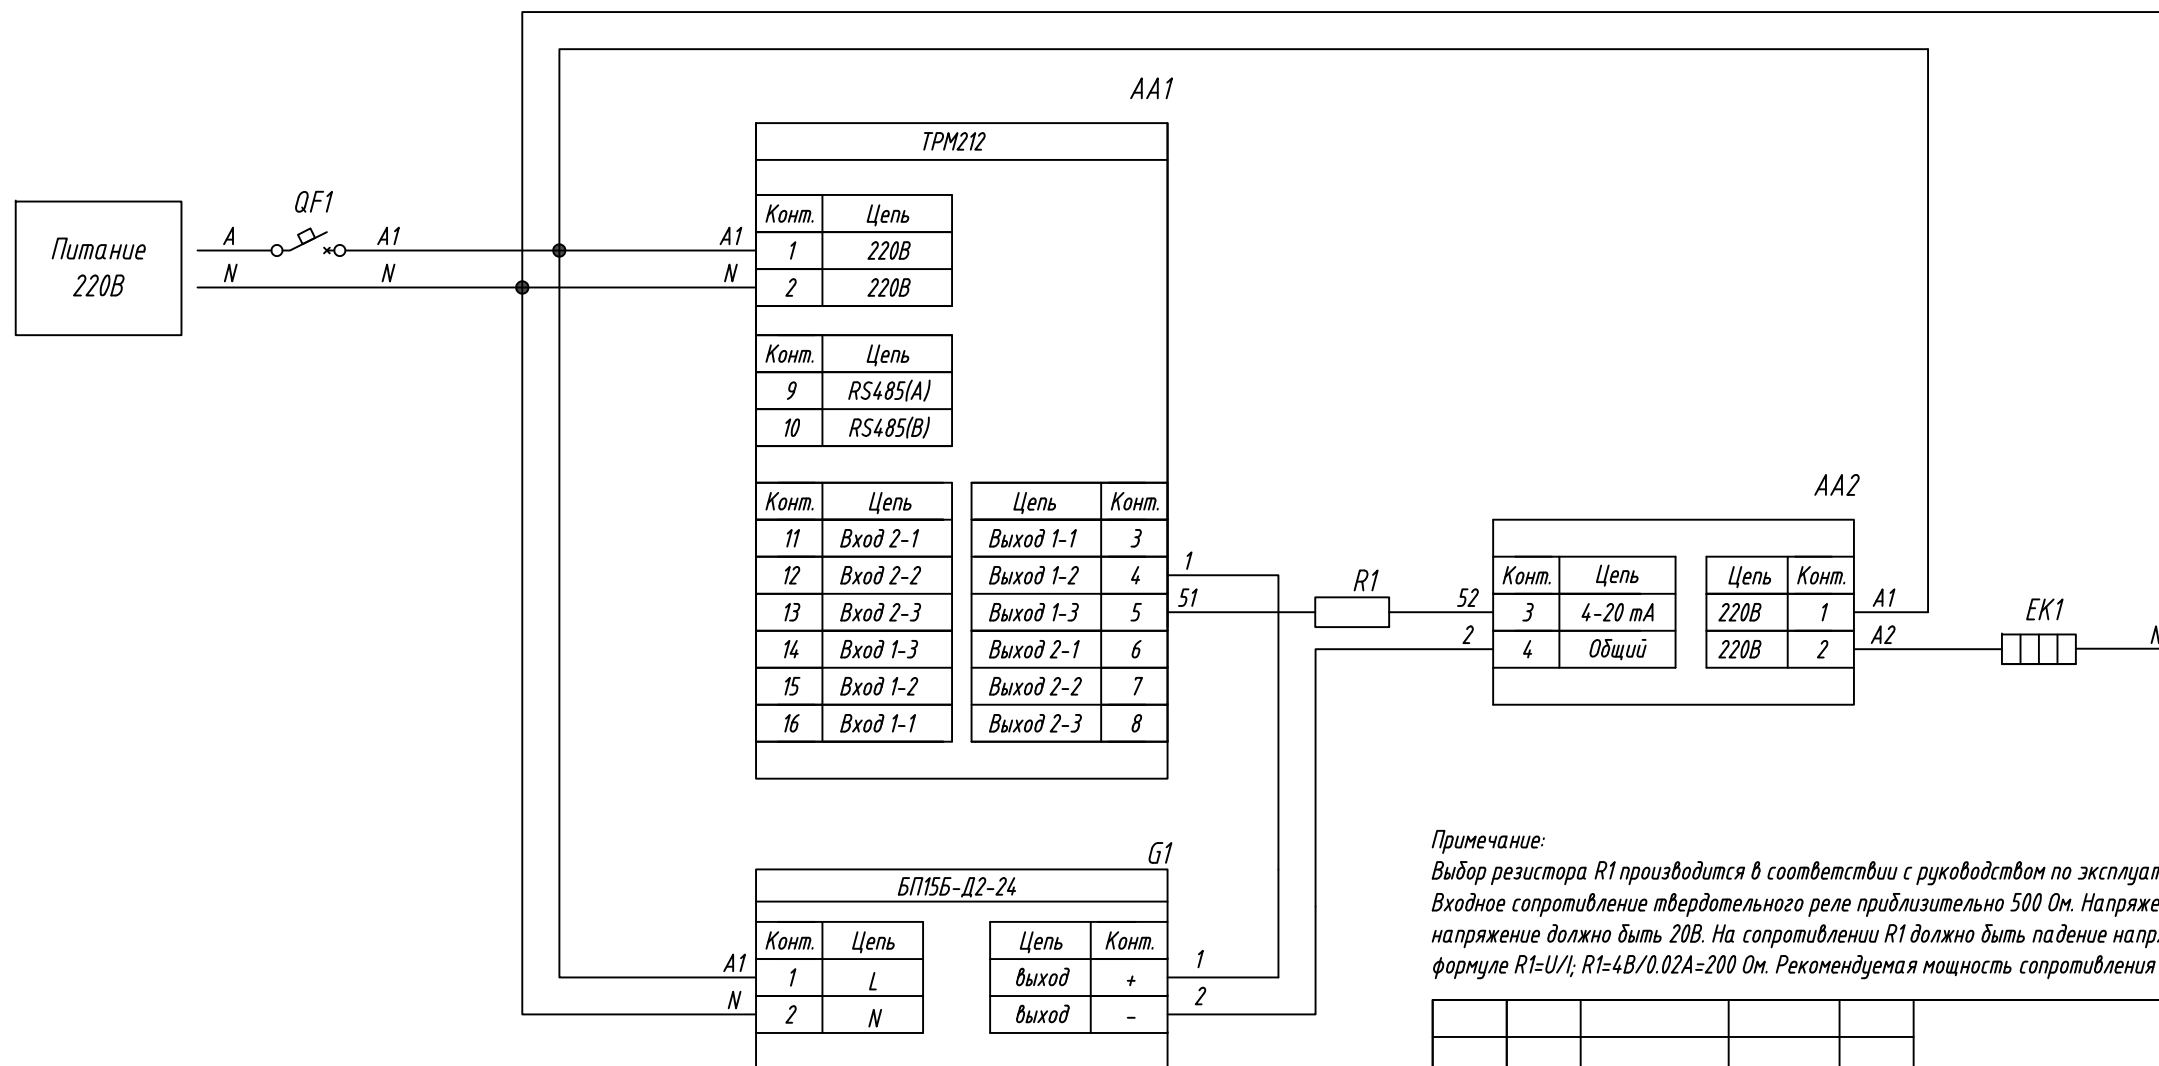 AA1
ТРМ212
Питание
220В
QF1
A
A1
A1
N
N
N
Конт. Цепь
1 220В
2 220В
Конт. Цепь
9 RS485(A)
10 RS485(B)
Конт. Цепь
11 Вход 2-1
12 Вход 2-2
13 Вход 2-3
14 Вход 1-3
15 Вход 1-2
16 Вход 1-1
Цепь Конт.
Выход 1-1 3
Выход 1-2 4
Выход 1-3 5
Выход 2-1 6
Выход 2-2 7
Выход 2-3 8
1
51
R1
52
2
AA2
Конт. Цепь
3 4-20 mA
4 Общий
Цепь Конт.
220В 1
220В 2
A1
A2
EK1
N
G1
БП15Б-Д2-24
A1
N
Конт. Цепь
1 L
2 N
Цепь Конт.
выход +
выход -
1
2
Примечание:
Выбор резистора R1 производится в соответствии с руководством по
Входное сопротивление твердотельного реле приблизительно 500 Ом.
напряжение должно быть 20В. На сопротивлении R1 должно быть падение
формуле R1=U/I; R1=4В/0.02А=200 Ом. Рекомендуемая мощность сопротивления